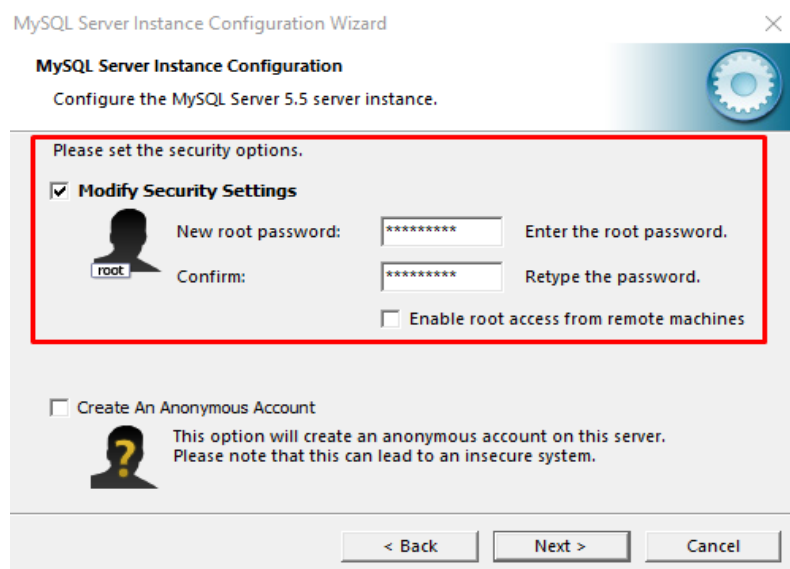 MySQL Server Instance Configuration Wizard
MySQL Server Instance Configuration
Configure the MySQL Server 5.5 server instance.
Please set the security options.
Modify Security Settings
root
New root password: ********* Enter the root password.
Confirm: ********* Retype the password.
Enable root access from remote machines
Create An Anonymous Account
?
This option will create an anonymous account on this server.
Please note that this can lead to an insecure system.
< Back Next > Cancel